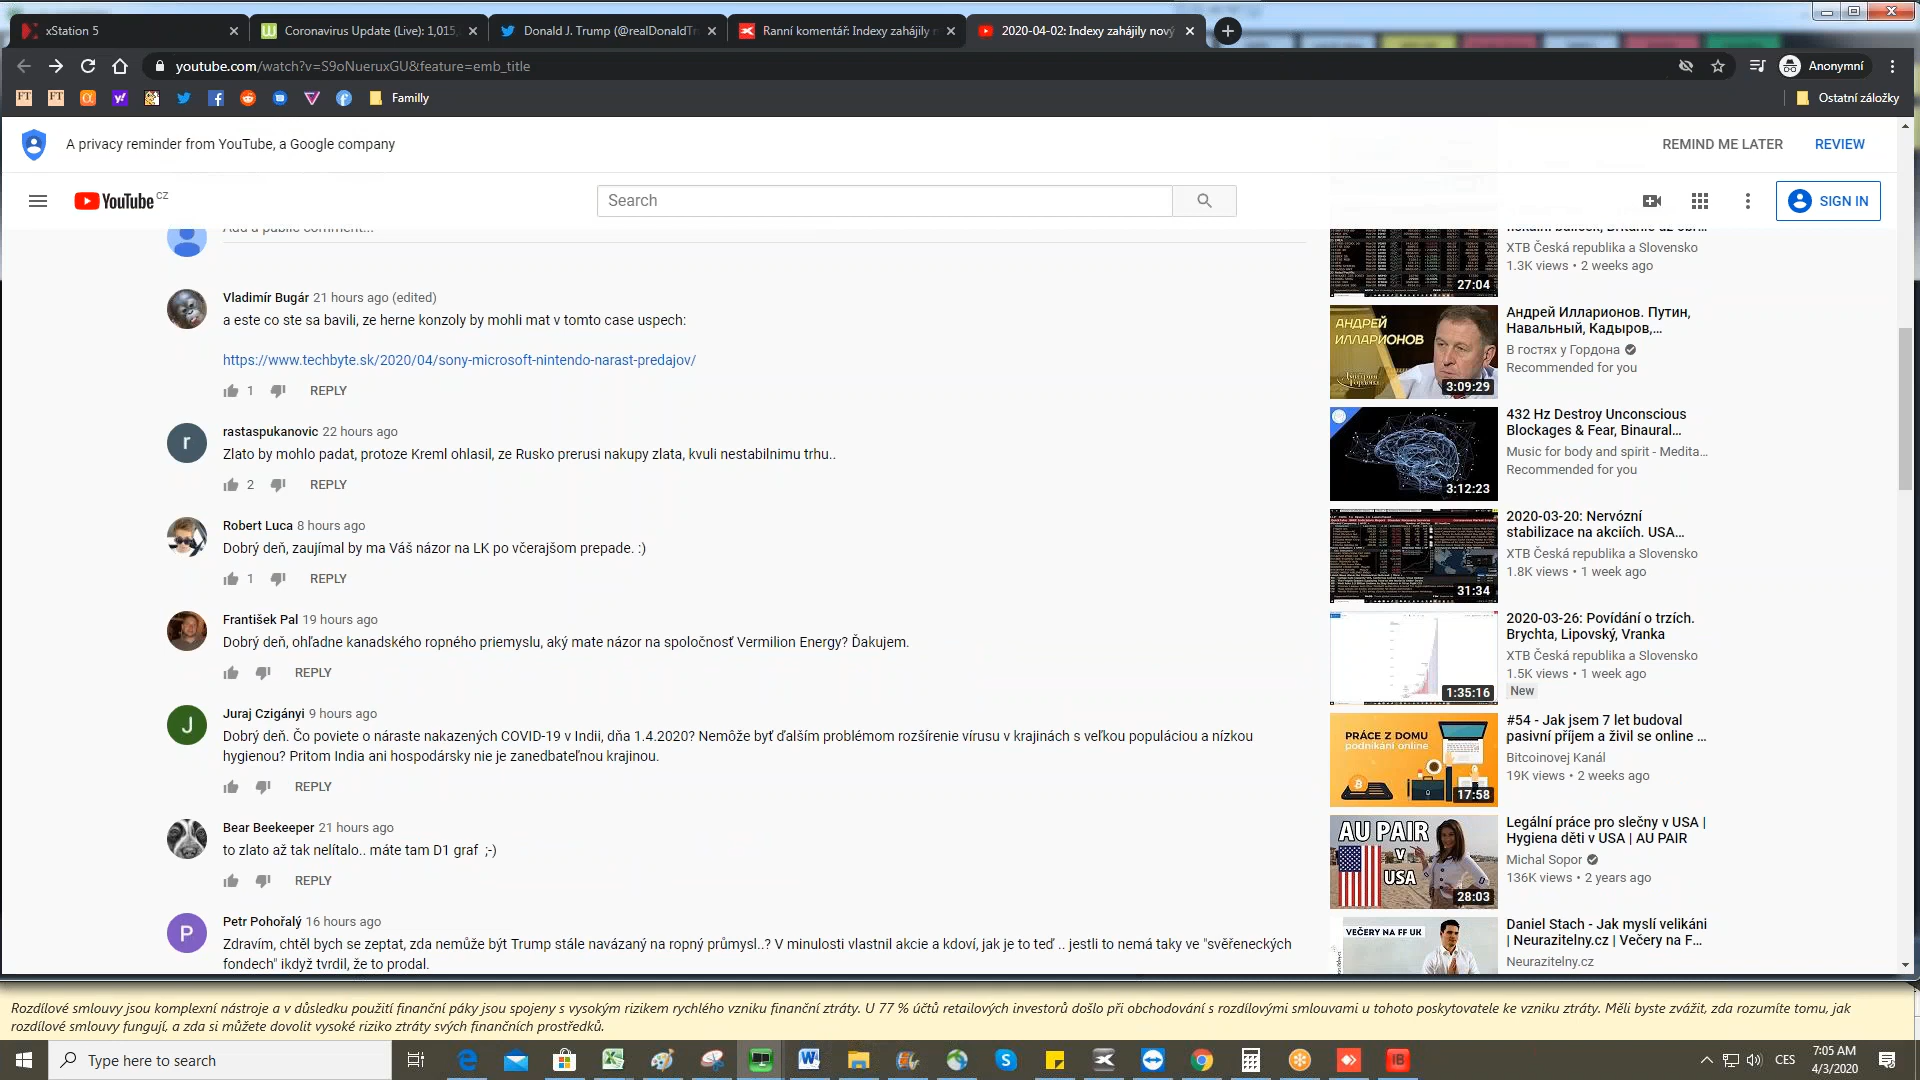 xStation 5
Coronavirus Update (Live): 1,015,
Donald J. Trump (@realDonaldTr
Ranní komentář: Indexy zahájily n
2020-04-02: Indexy zahájily nový
youtube.com/watch?v=S9oNueruxGU&feature=emb_title
Anonymní
Familly
Ostatní záložky
A privacy reminder from YouTube, a Google company
REMIND ME LATER
REVIEW
YouTube CZ
Search
SIGN IN
Add a public comment...
Vladimír Bugár 21 hours ago (edited)
a este co ste sa bavili, ze herne konzoly by mohli mat v tomto case uspech:
https://www.techbyte.sk/2020/04/sony-microsoft-nintendo-narast-predajov/
1 REPLY
rastaspukanovic 22 hours ago
Zlato by mohlo padat, protoze Kreml ohlasil, ze Rusko prerusi nakupy zlata, kvuli nestabilnimu trhu..
2 REPLY
Robert Luca 8 hours ago
Dobrý deň, zaujímal by ma Váš názor na LK po včerajšom prepade. :)
1 REPLY
František Pal 19 hours ago
Dobrý deň, ohľadne kanadského ropného priemyslu, aký mate názor na spoločnosť Vermilion Energy? Ďakujem.
REPLY
Juraj Czigányi 9 hours ago
Dobrý deň. Čo poviete o náraste nakazených COVID-19 v Indii, dňa 1.4.2020? Nemôže byť ďalším problémom rozšírenie vírusu v krajinách s veľkou populáciou a nízkou
hygienou? Pritom India ani hospodársky nie je zanedbateľnou krajinou.
REPLY
Bear Beekeeper 21 hours ago
to zlato až tak nelítalo.. máte tam D1 graf ;-)
REPLY
Petr Pohořalý 16 hours ago
Zdravím, chtěl bych se zeptat, zda nemůže být Trump stále navázaný na ropný průmysl..? V minulosti vlastnil akcie a kdoví, jak je to teď .. jestli to nemá taky ve "svěřeneckých
fondech" ikdyž tvrdil, že to prodal.
XTB Česká republika a Slovensko
1.3K views • 2 weeks ago
27:04
АНДРЕЙ
ИЛЛАРИОНОВ
3:09:29
Андрей Илларионов. Путин,
Навальный, Кадыров,...
В гостях у Гордона
Recommended for you
3:12:23
432 Hz Destroy Unconscious
Blockages & Fear, Binaural...
Music for body and spirit - Medita...
Recommended for you
31:34
2020-03-20: Nervózní
stabilizace na akciích. USA...
XTB Česká republika a Slovensko
1.8K views • 1 week ago
1:35:16
2020-03-26: Povídání o trzích.
Brychta, Lipovský, Vranka
XTB Česká republika a Slovensko
1.5K views • 1 week ago
New
PRÁCE Z DOMU
podnikání online
17:58
#54 - Jak jsem 7 let budoval
pasivní příjem a živil se online ...
Bitcoinovej Kanál
19K views • 2 weeks ago
AU PAIR
V
USA
28:03
Legální práce pro slečny v USA |
Hygiena dětí v USA | AU PAIR
Michal Sopor
136K views • 2 years ago
VEČERY NA FF UK
Daniel Stach - Jak myslí velikáni
| Neurazitelny.cz | Večery na F...
Neurazitelny.cz
Rozdílové smlouvy jsou komplexní nástroje a v důsledku použití finanční páky jsou spojeny s vysokým rizikem rychlého vzniku finanční ztráty. U 77 % účtů retailových investorů došlo při obchodování s rozdílovými smlouvami u tohoto poskytovatele ke vzniku ztráty. Měli byste zvážit, zda rozumíte tomu, jak
rozdílové smlouvy fungují, a zda si můžete dovolit vysoké riziko ztráty svých finančních prostředků.
Type here to search
CES
7:05 AM
4/3/2020